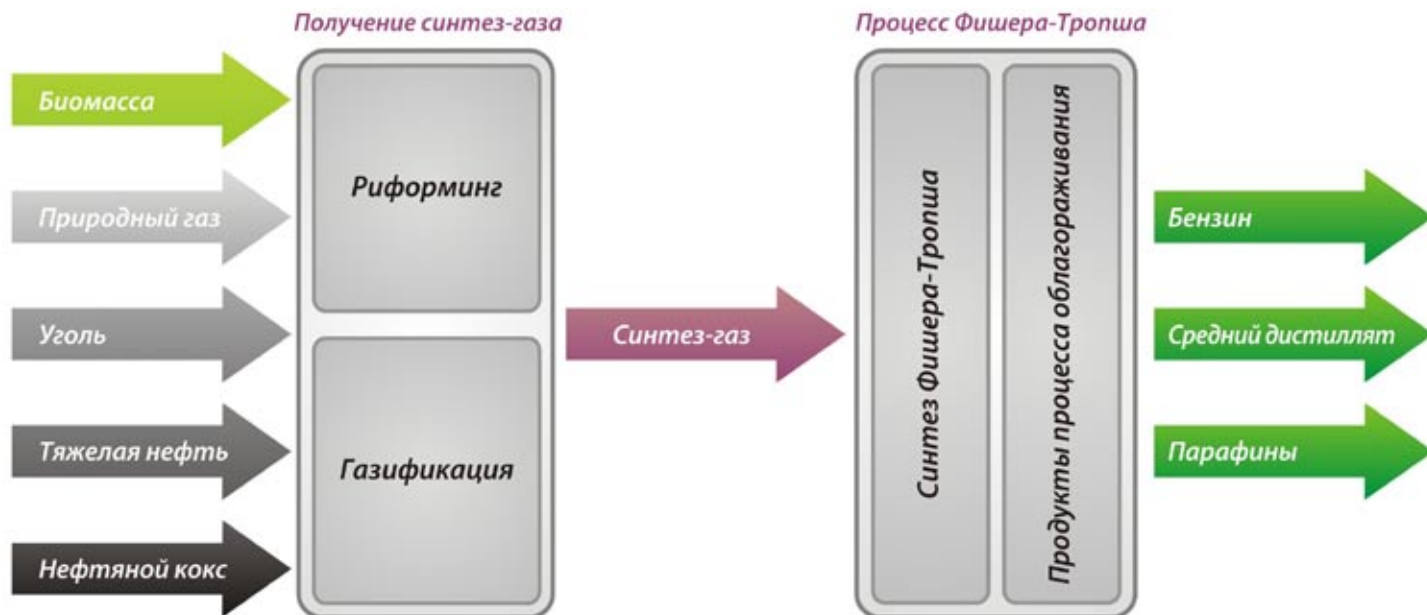 Получение синтез-газа
Процесс Фишера-Тропша
Биомасса
Природный газ
Уголь
Тяжелая нефть
Нефтяной кокс
Риформинг
Газификация
Синтез-газ
Синтез Фишера-Тропша
Продукты процесса облагораживания
Бензин
Средний дистиллят
Парафины